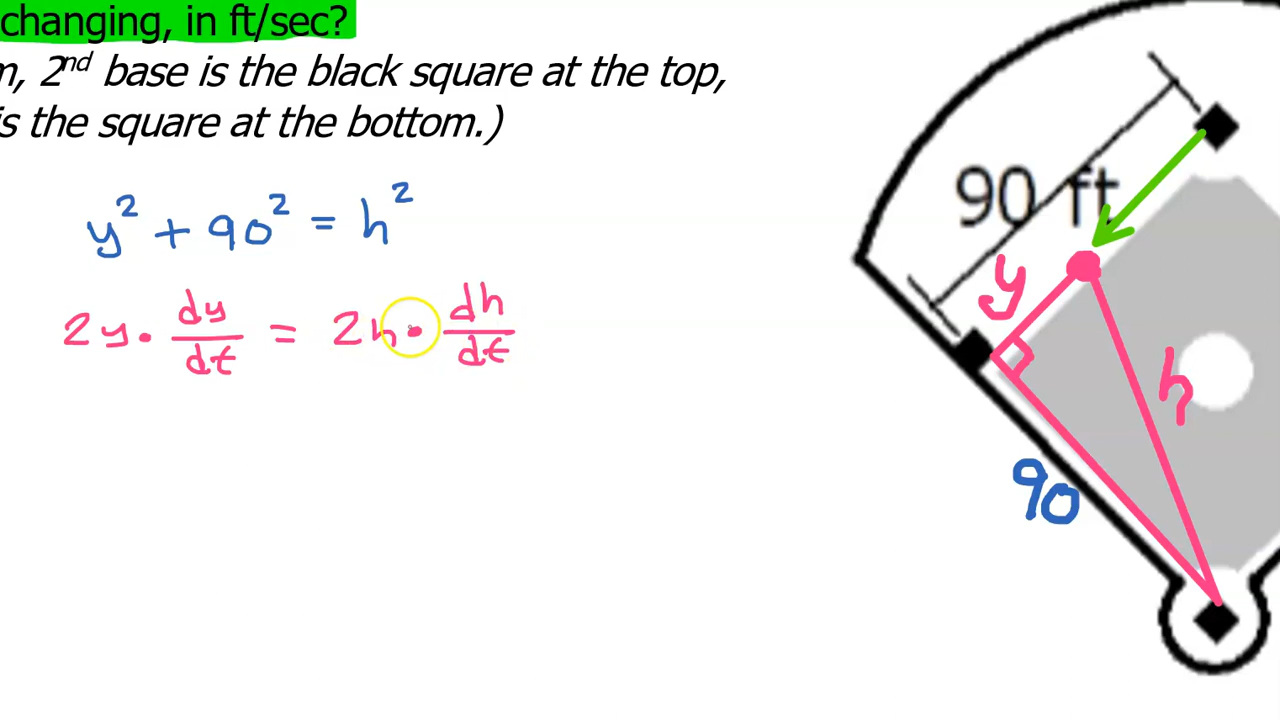 changing, in ft/sec?
m, 2nd base is the black square at the top,
is the square at the bottom.)
y² + 90² = h²
2y · dy/dt = 2h · dh/dt
90 ft
y
h
90